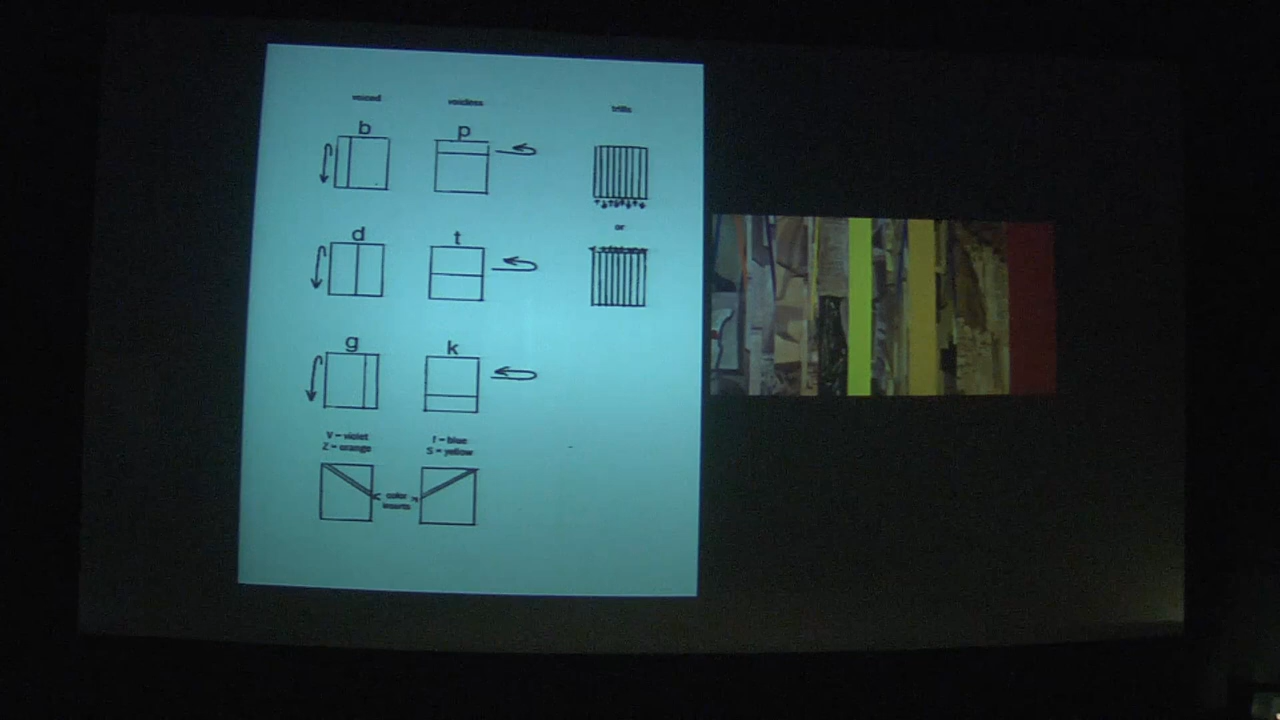 voiced
voiceless
trills
b
p
or
d
t
g
k
V – violet
Z – orange
f – blue
S – yellow
color
inserts